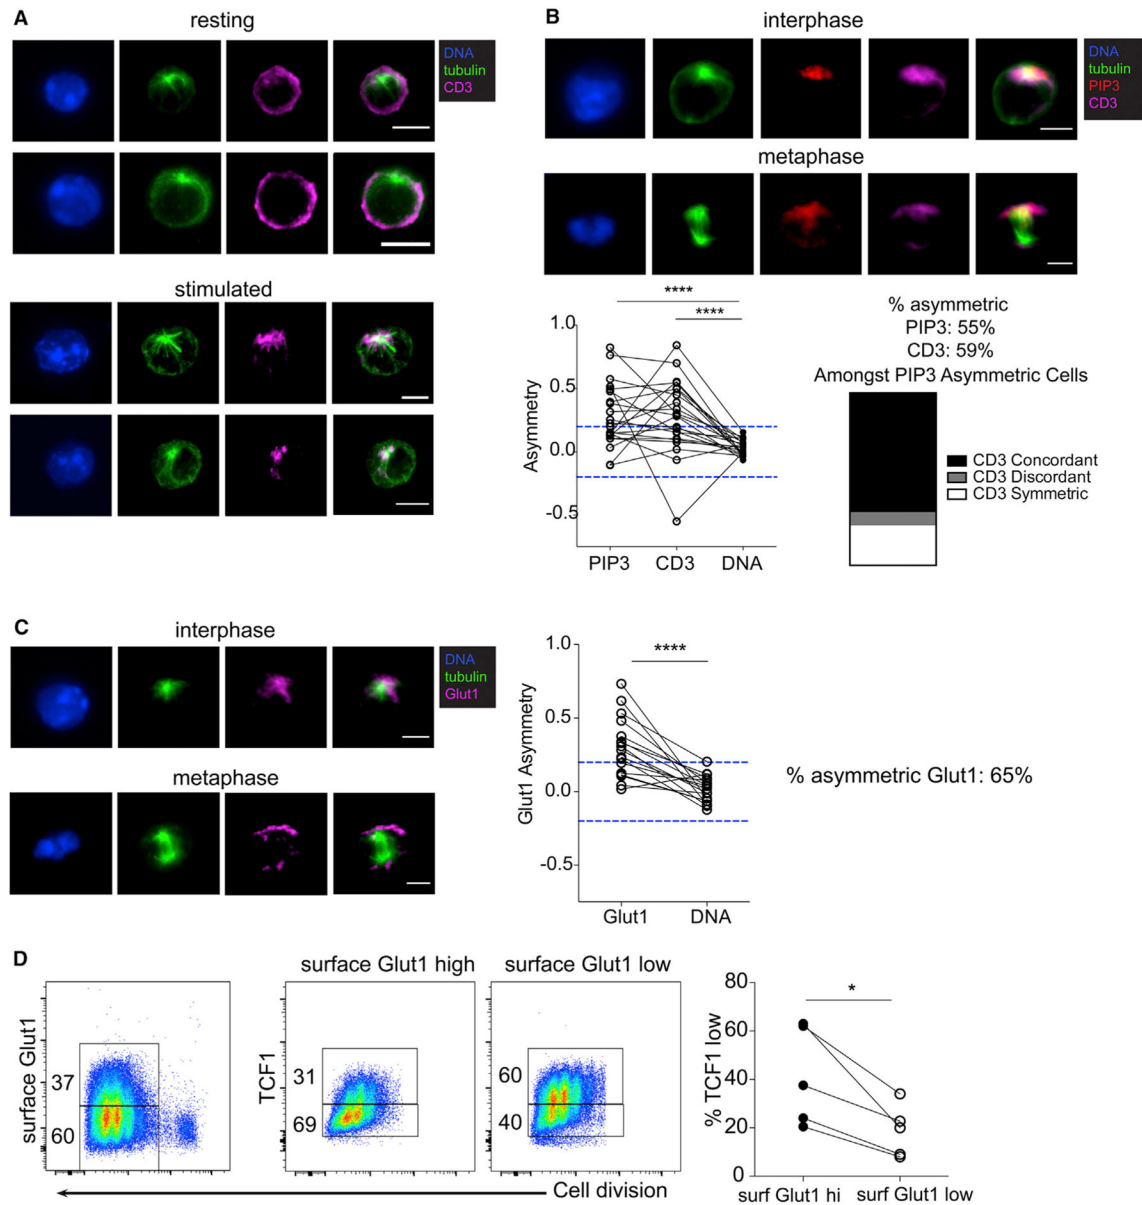 A
resting
DNA
tubulin
CD3
stimulated
B
interphase
DNA
tubulin
PIP3
CD3
metaphase
****
****
1.0
0.5
0.0
-0.5
Asymmetry
PIP3 CD3 DNA
% asymmetric
PIP3: 55%
CD3: 59%
Amongst PIP3 Asymmetric Cells
CD3 Concordant
CD3 Discordant
CD3 Symmetric
C
interphase
DNA
tubulin
Glut1
metaphase
1.0
0.5
0.0
-0.5
Glut1 Asymmetry
****
Glut1 DNA
% asymmetric Glut1: 65%
D
surface Glut1
37
60
surface Glut1 high
TCF1
31
69
surface Glut1 low
60
40
Cell division
80
60
40
20
0
% TCF1 low
*
surf Glut1 hi surf Glut1 low